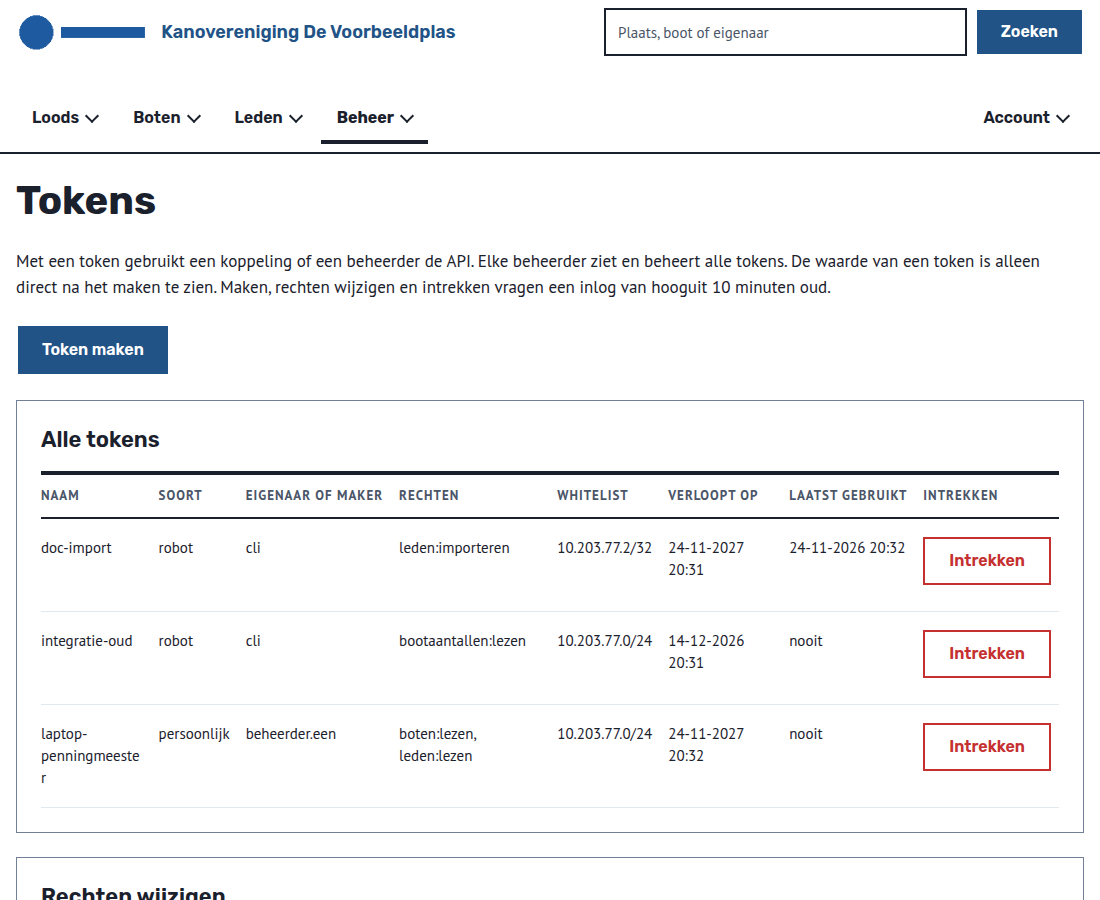 Kanovereniging De Voorbeeldplas
Plaats, boot of eigenaar
Zoeken
Loods
Boten
Leden
Beheer
Account
Tokens
Met een token gebruikt een koppeling of een beheerder de API. Elke beheerder ziet en beheert alle tokens. De waarde van een token is alleen
direct na het maken te zien. Maken, rechten wijzigen en intrekken vragen een inlog van hooguit 10 minuten oud.
Token maken
Alle tokens
NAAM SOORT EIGENAAR OF MAKER RECHTEN WHITELIST VERLOOPT OP LAATST GEBRUIKT INTREKKEN
doc-import robot cli leden:importeren 10.203.77.2/32 24-11-2027 24-11-2026 20:32 Intrekken
20:31
integratie-oud robot cli bootaantallen:lezen 10.203.77.0/24 14-12-2026 nooit Intrekken
20:31
laptop- persoonlijk beheerder.een boten:lezen, 10.203.77.0/24 24-11-2027 nooit Intrekken
penningmeeste leden:lezen 20:32
r
Rechten wijzigen